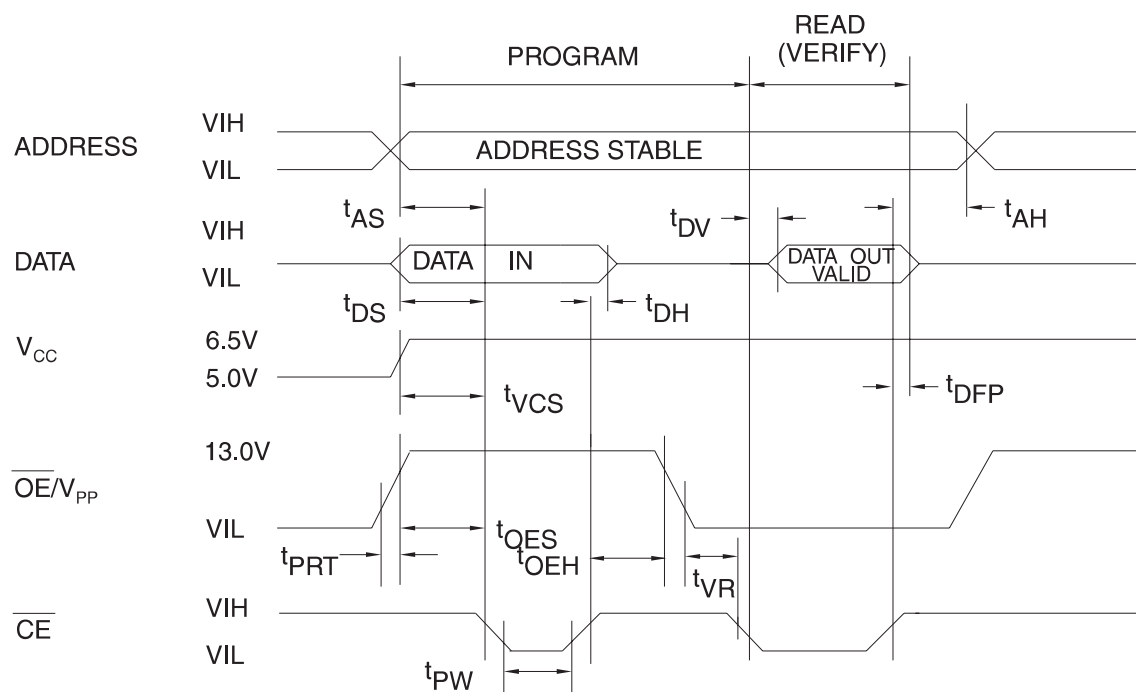 READ
(VERIFY)
PROGRAM
ADDRESS
VIH
VIL
ADDRESS STABLE
tAS
tDV
tAH
DATA
VIH
VIL
DATA IN
DATA OUT
VALID
tDS
tDH
VCC
6.5V
5.0V
tVCS
tDFP
OE/VPP
13.0V
VIL
tOES
tPRT
tOEH
tVR
CE
VIH
VIL
tPW